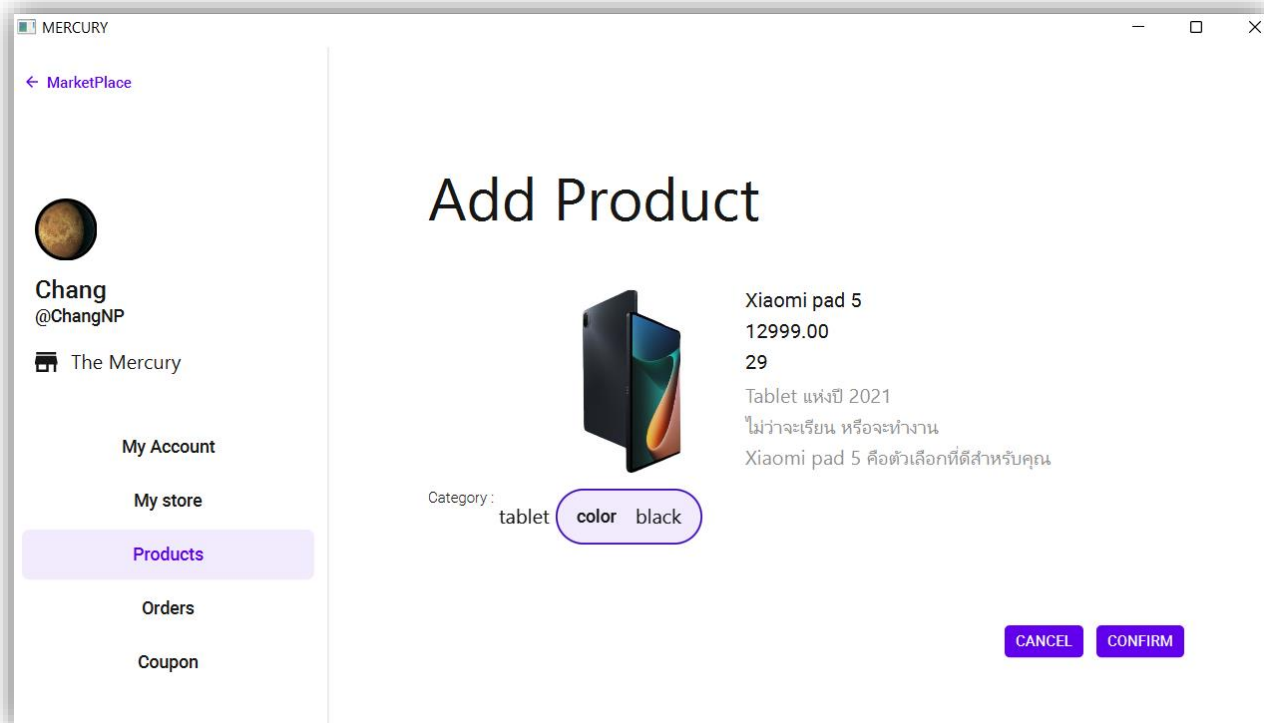 MERCURY
MarketPlace
Chang
@ChangNP
The Mercury
My Account
My store
Products
Orders
Coupon
Add Product
Xiaomi pad 5
12999.00
29
Tablet แห่งปี 2021
ไม่ว่าจะเรียน หรือจะทำงาน
Xiaomi pad 5 คือตัวเลือกที่ดีสำหรับคุณ
Category :
tablet color black
CANCEL CONFIRM